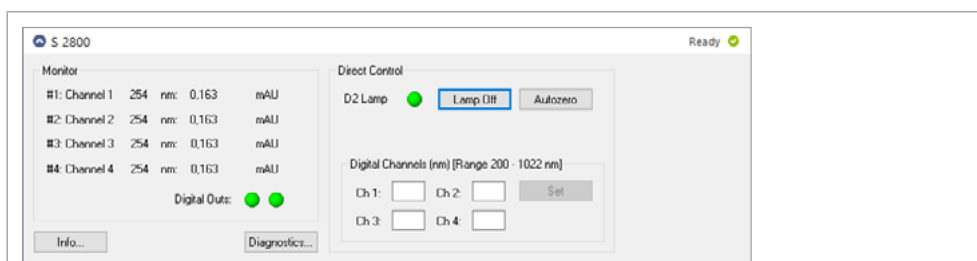 S 2800
Ready
Monitor
#1: Channel 1 254 nm: 0,163 mAU
#2: Channel 2 254 nm: 0,163 mAU
#3: Channel 3 254 nm: 0,163 mAU
#4: Channel 4 254 nm: 0,163 mAU
Digital Outs:
Info...
Diagnostics...
Direct Control
D2 Lamp
Lamp Off
Autozero
Digital Channels (nm) [Range 200 - 1022 nm]
Ch 1: Ch 2: Set
Ch 3: Ch 4: